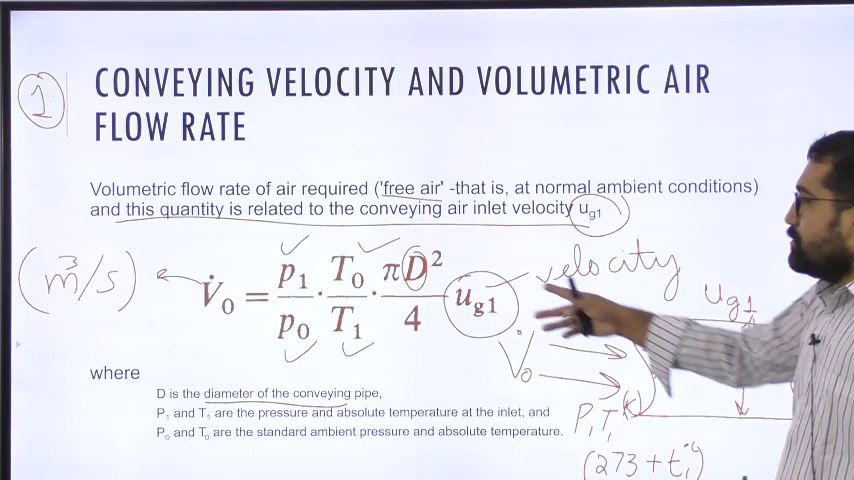 1
CONVEYING VELOCITY AND VOLUMETRIC AIR
FLOW RATE
Volumetric flow rate of air required ('free air' -that is, at normal ambient conditions)
and this quantity is related to the conveying air inlet velocity u_g1
(m³/s)
V̇₀ = p₁/p₀ · T₀/T₁ · πD²/4 u_g1
velocity
u_g1
V̇₀
P₁ T₁ (K)
(273 + t₁°C)
where
D is the diameter of the conveying pipe,
P₁ and T₁ are the pressure and absolute temperature at the inlet, and
P₀ and T₀ are the standard ambient pressure and absolute temperature.